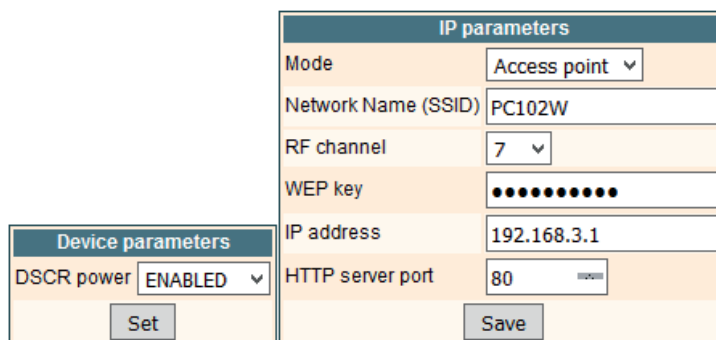 Device parameters
DSCR power ENABLED
Set
IP parameters
Mode Access point
Network Name (SSID) PC102W
RF channel 7
WEP key ●●●●●●●●●●
IP address 192.168.3.1
HTTP server port 80
Save